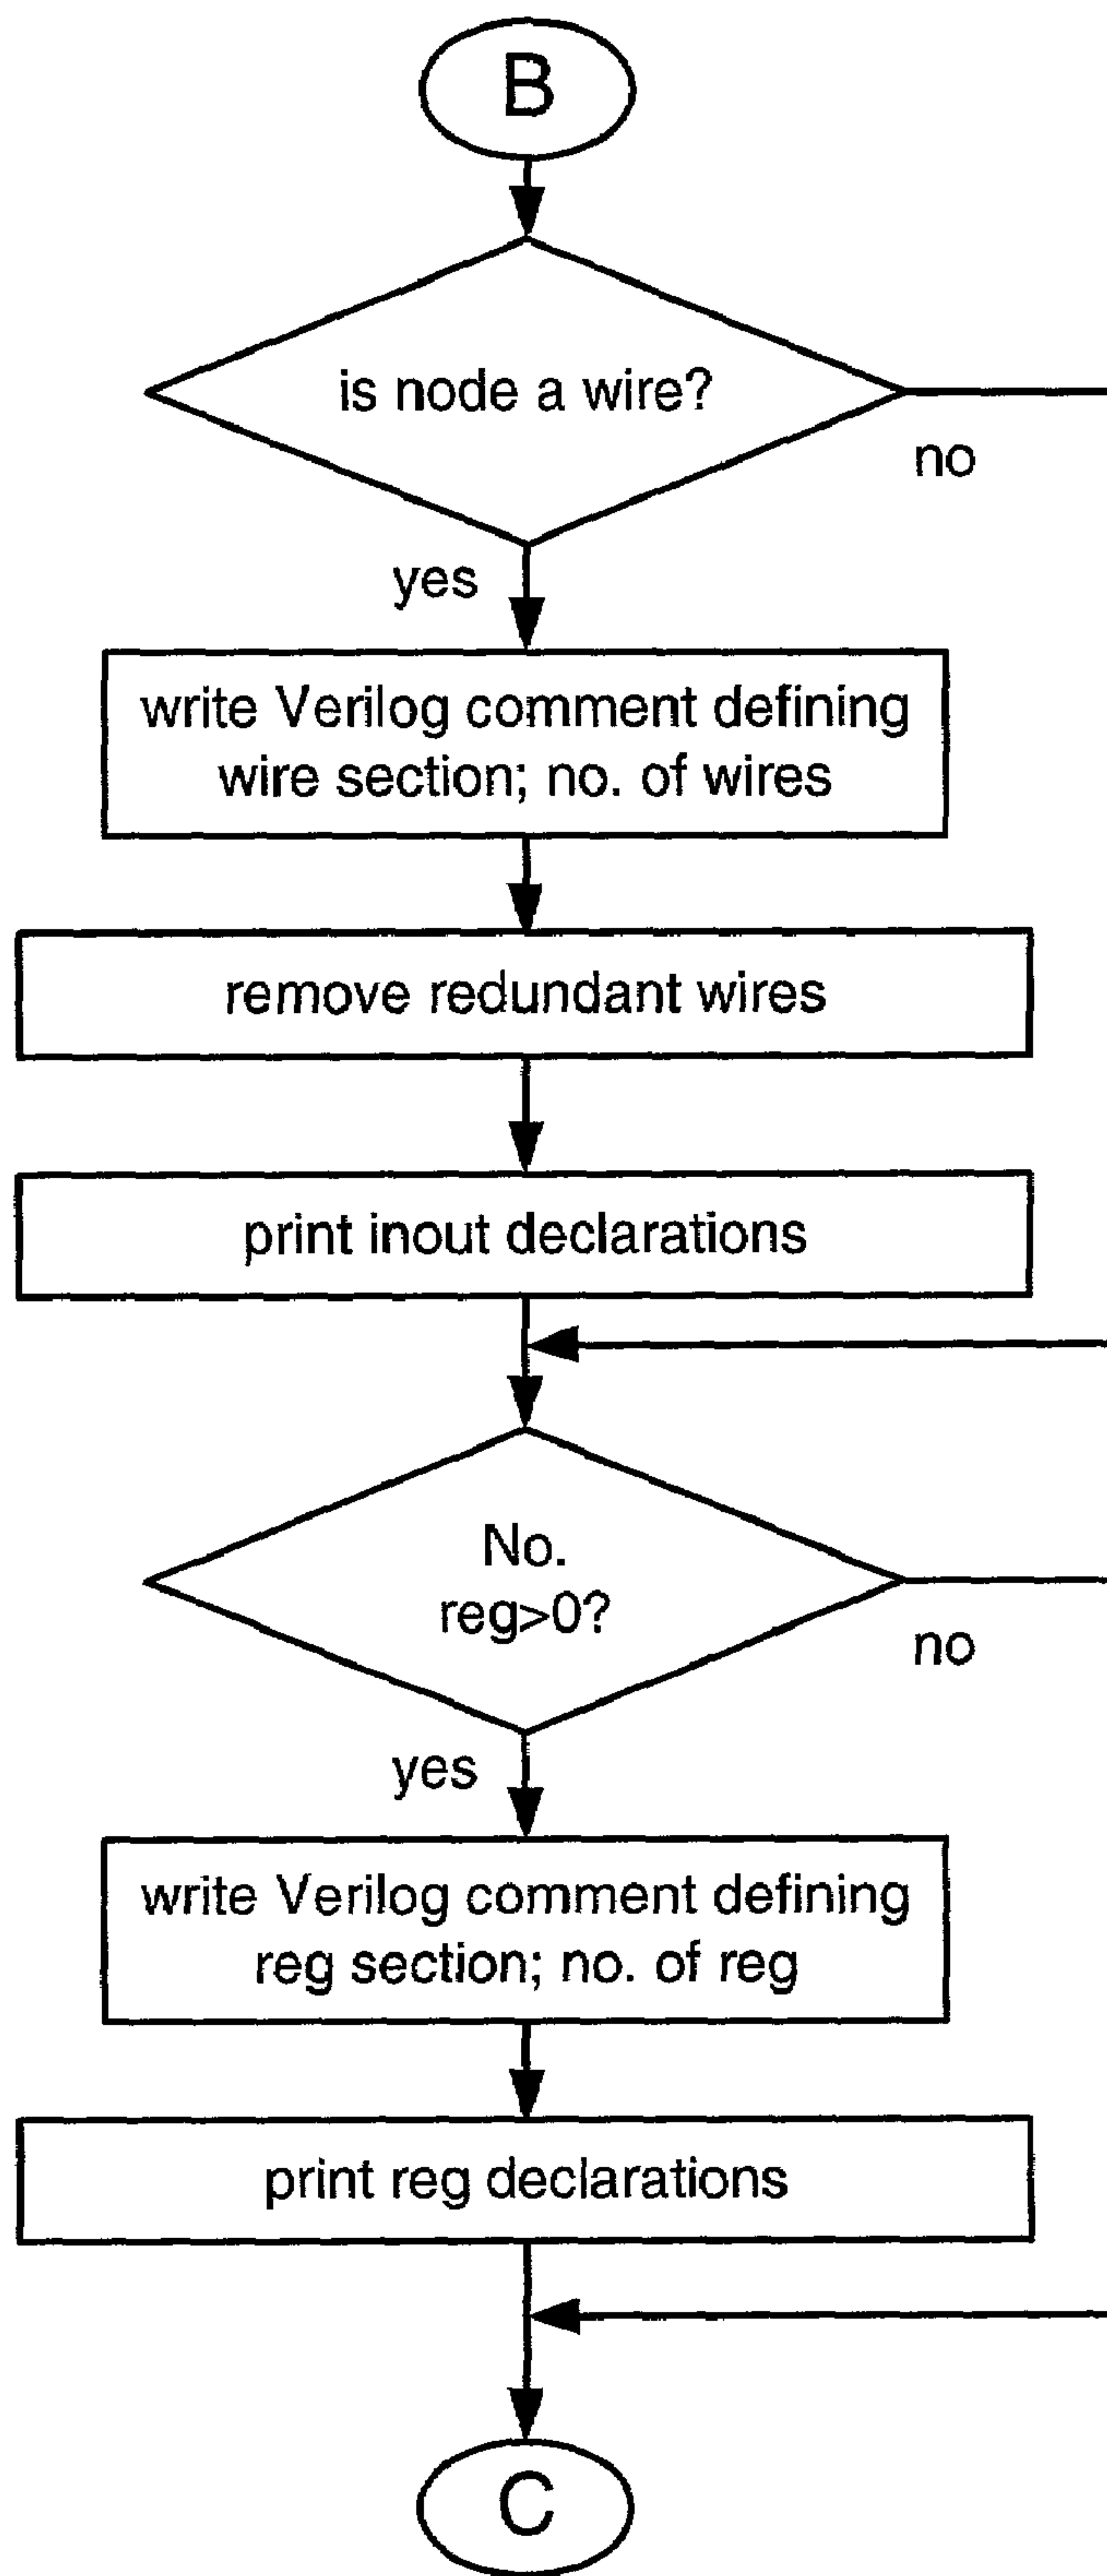 B
is node a wire?
no
yes
write Verilog comment defining
wire section; no. of wires
remove redundant wires
print inout declarations
No.
reg>0?
no
yes
write Verilog comment defining
reg section; no. of reg
print reg declarations
C